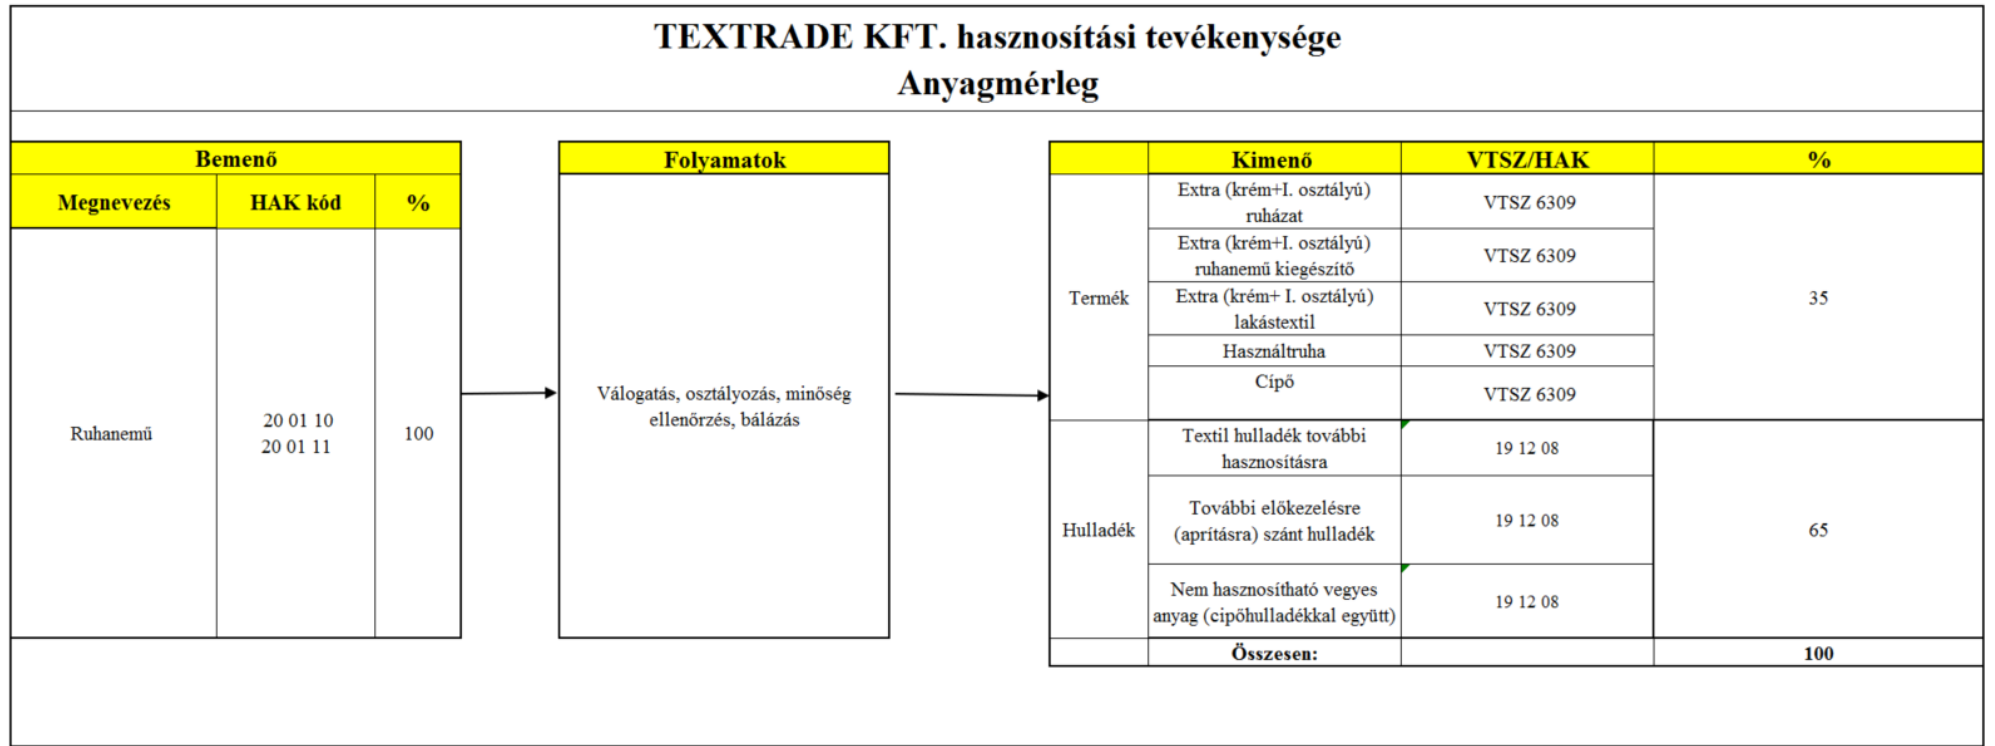 TEXTRADE KFT. hasznosítási tevékenysége
Anyagmérleg
Bemenő
Megnevezés HAK kód %
Ruhanemű
20 01 10
20 01 11
100
Folyamatok
Válogatás, osztályozás, minőség
ellenőrzés, bálázás
Kimenő VTSZ/HAK %
Termék
Extra (krém+I. osztályú)
ruházat
VTSZ 6309
Extra (krém+I. osztályú)
ruhanemű kiegészítő
VTSZ 6309
Extra (krém+ I. osztályú)
lakástextil
VTSZ 6309
Használtruha VTSZ 6309
Cípő
VTSZ 6309
35
Hulladék
Textil hulladék további
hasznosításra
19 12 08
További előkezelésre
(aprításra) szánt hulladék
19 12 08
Nem hasznosítható vegyes
anyag (cipőhulladékkal együtt)
19 12 08
65
Összesen: 100